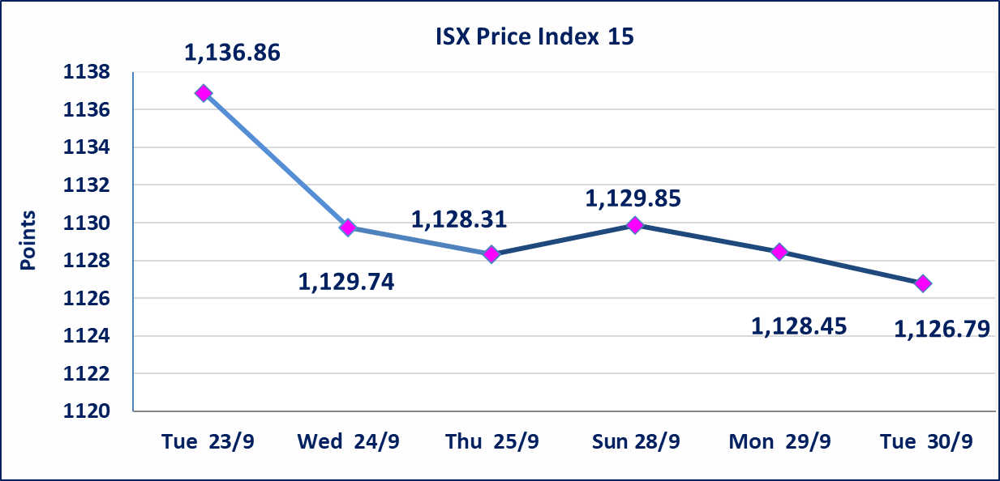 ISX Price Index 15
1,136.86
1138
1136
1134
1132
1130
1128
1126
1124
1122
1120
Points
1,129.74
1,128.31
1,129.85
1,128.45
1,126.79
Tue 23/9
Wed 24/9
Thu 25/9
Sun 28/9
Mon 29/9
Tue 30/9